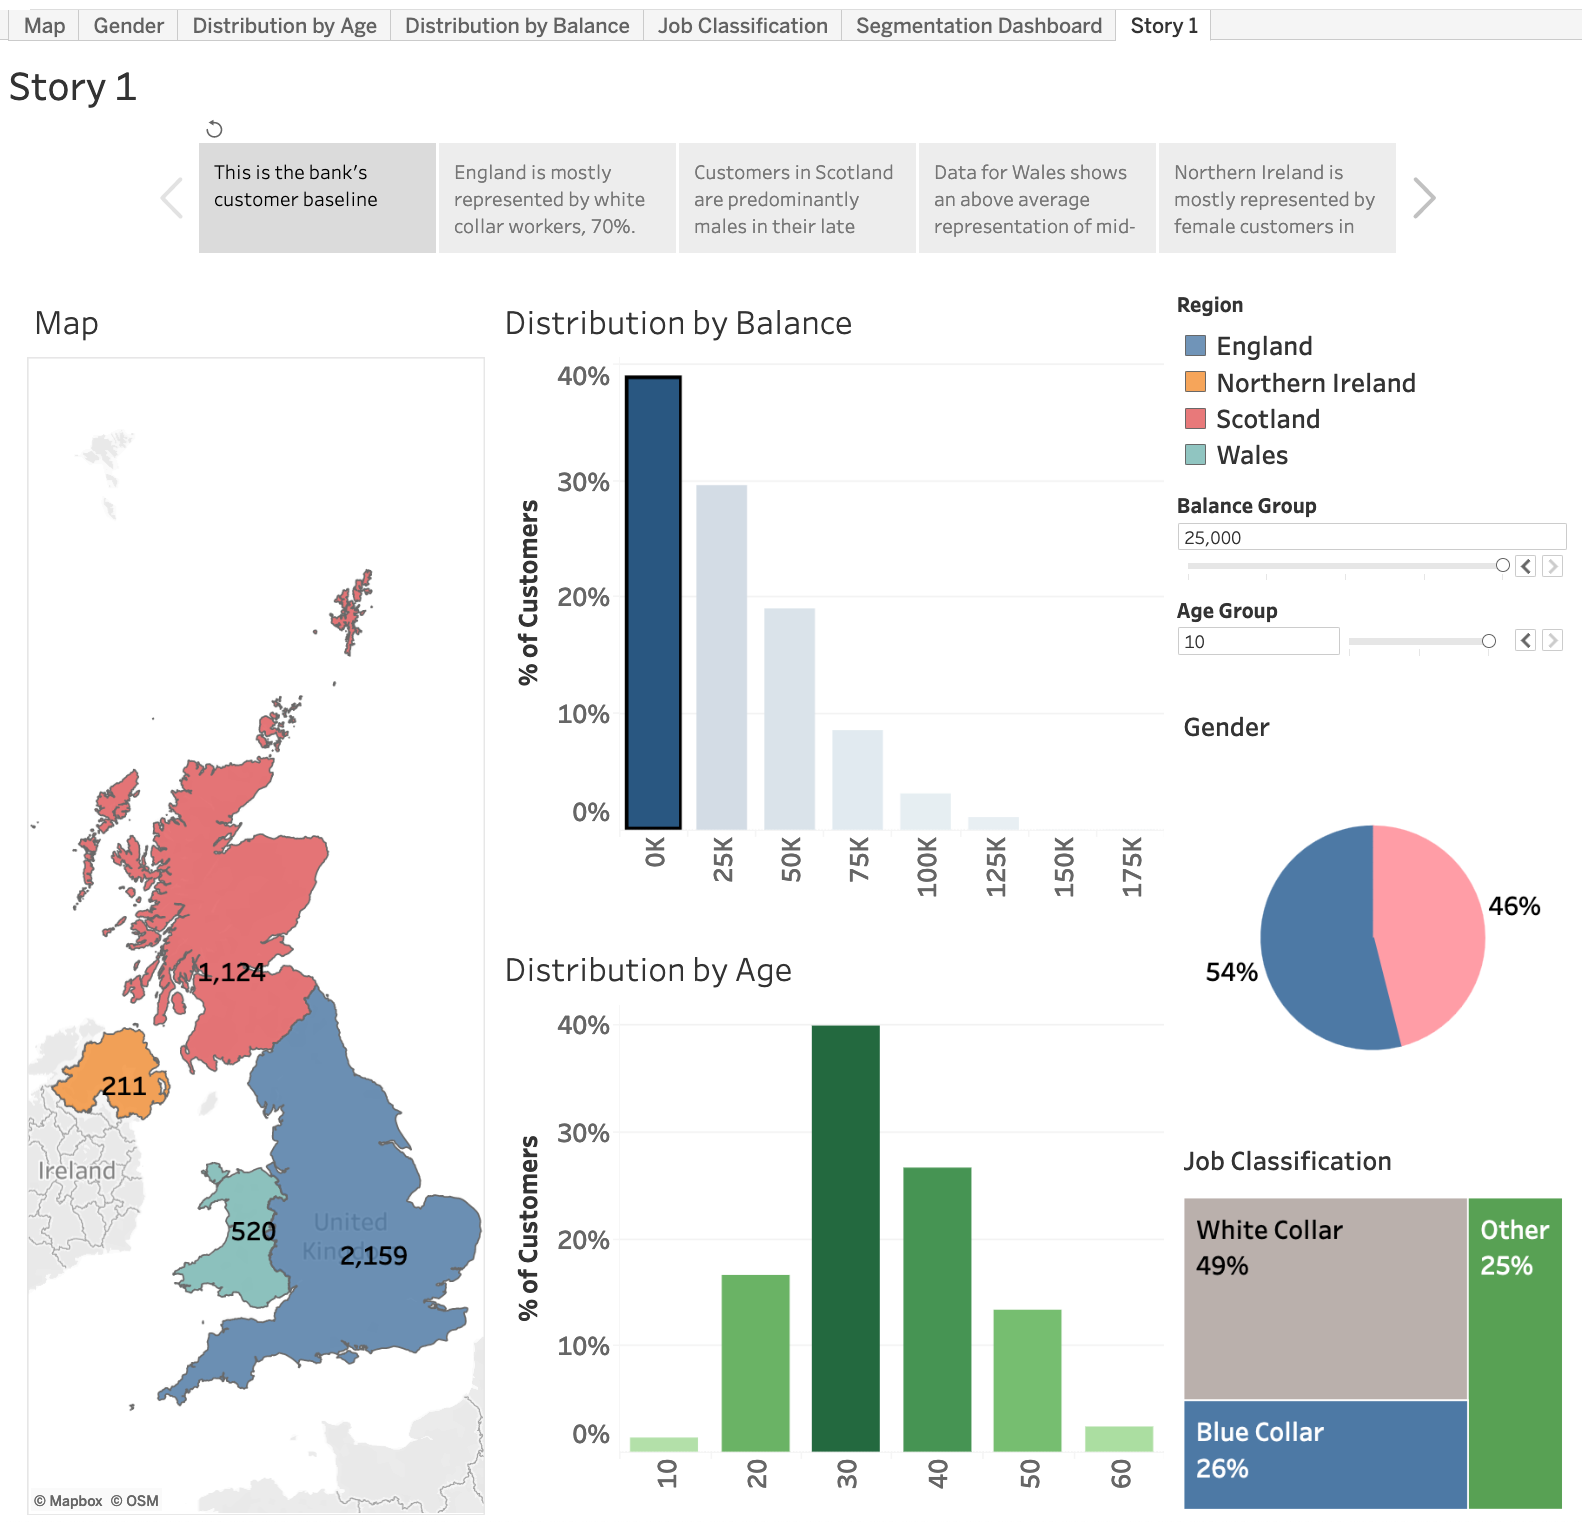 Map
Gender
Distribution by Age
Distribution by Balance
Job Classification
Segmentation Dashboard
Story 1
Story 1
This is the bank's
customer baseline
England is mostly
represented by white
collar workers, 70%.
Customers in Scotland
are predominantly
males in their late
Data for Wales shows
an above average
representation of mid-
Northern Ireland is
mostly represented by
female customers in
Map
1,124
211
Ireland
520
United
2,159
© Mapbox © OSM
Distribution by Balance
% of Customers
40%
30%
20%
10%
0%
0K
25K
50K
75K
100K
125K
150K
175K
Distribution by Age
% of Customers
40%
30%
20%
10%
0%
10
20
30
40
50
60
Region
England
Northern Ireland
Scotland
Wales
Balance Group
25,000
Age Group
10
Gender
46%
54%
Job Classification
White Collar
49%
Other
25%
Blue Collar
26%